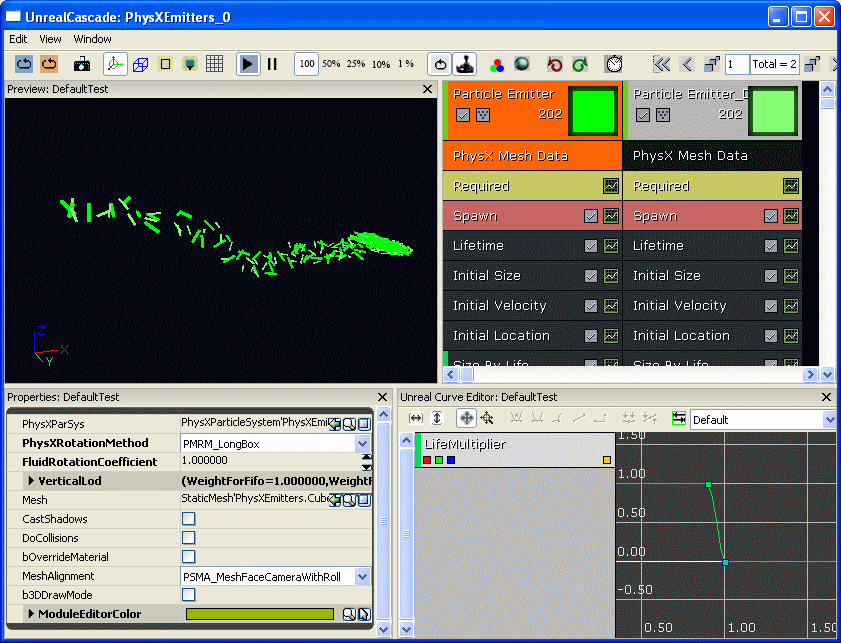 UnrealCascade: PhysXEmitters_0
Edit View Window
100 50% 25% 10% 1 % 1 Total = 2
Preview: DefaultTest
Z
X
Y
Particle Emitter
202
Particle Emitter_D
202
PhysX Mesh Data
PhysX Mesh Data
Required
Required
Spawn
Spawn
Lifetime
Lifetime
Initial Size
Initial Size
Initial Velocity
Initial Velocity
Initial Location
Initial Location
Size By Life
Size By Life
Properties: DefaultTest
PhysXParSys PhysXParticleSystem'PhysXEmi
PhysXRotationMethod PMRM_LongBox
FluidRotationCoefficient 1.000000
VerticalLod (WeightForFifo=1.000000,WeightF
Mesh StaticMesh'PhysXEmitters.Cube
CastShadows
DoCollisions
bOverrideMaterial
MeshAlignment PSMA_MeshFaceCameraWithRoll
b3DDrawMode
ModuleEditorColor
Unreal Curve Editor: DefaultTest
Default
LifeMultiplier
1.50
1.00
0.50
0.00
-0.50
0.50 1.00 1.50